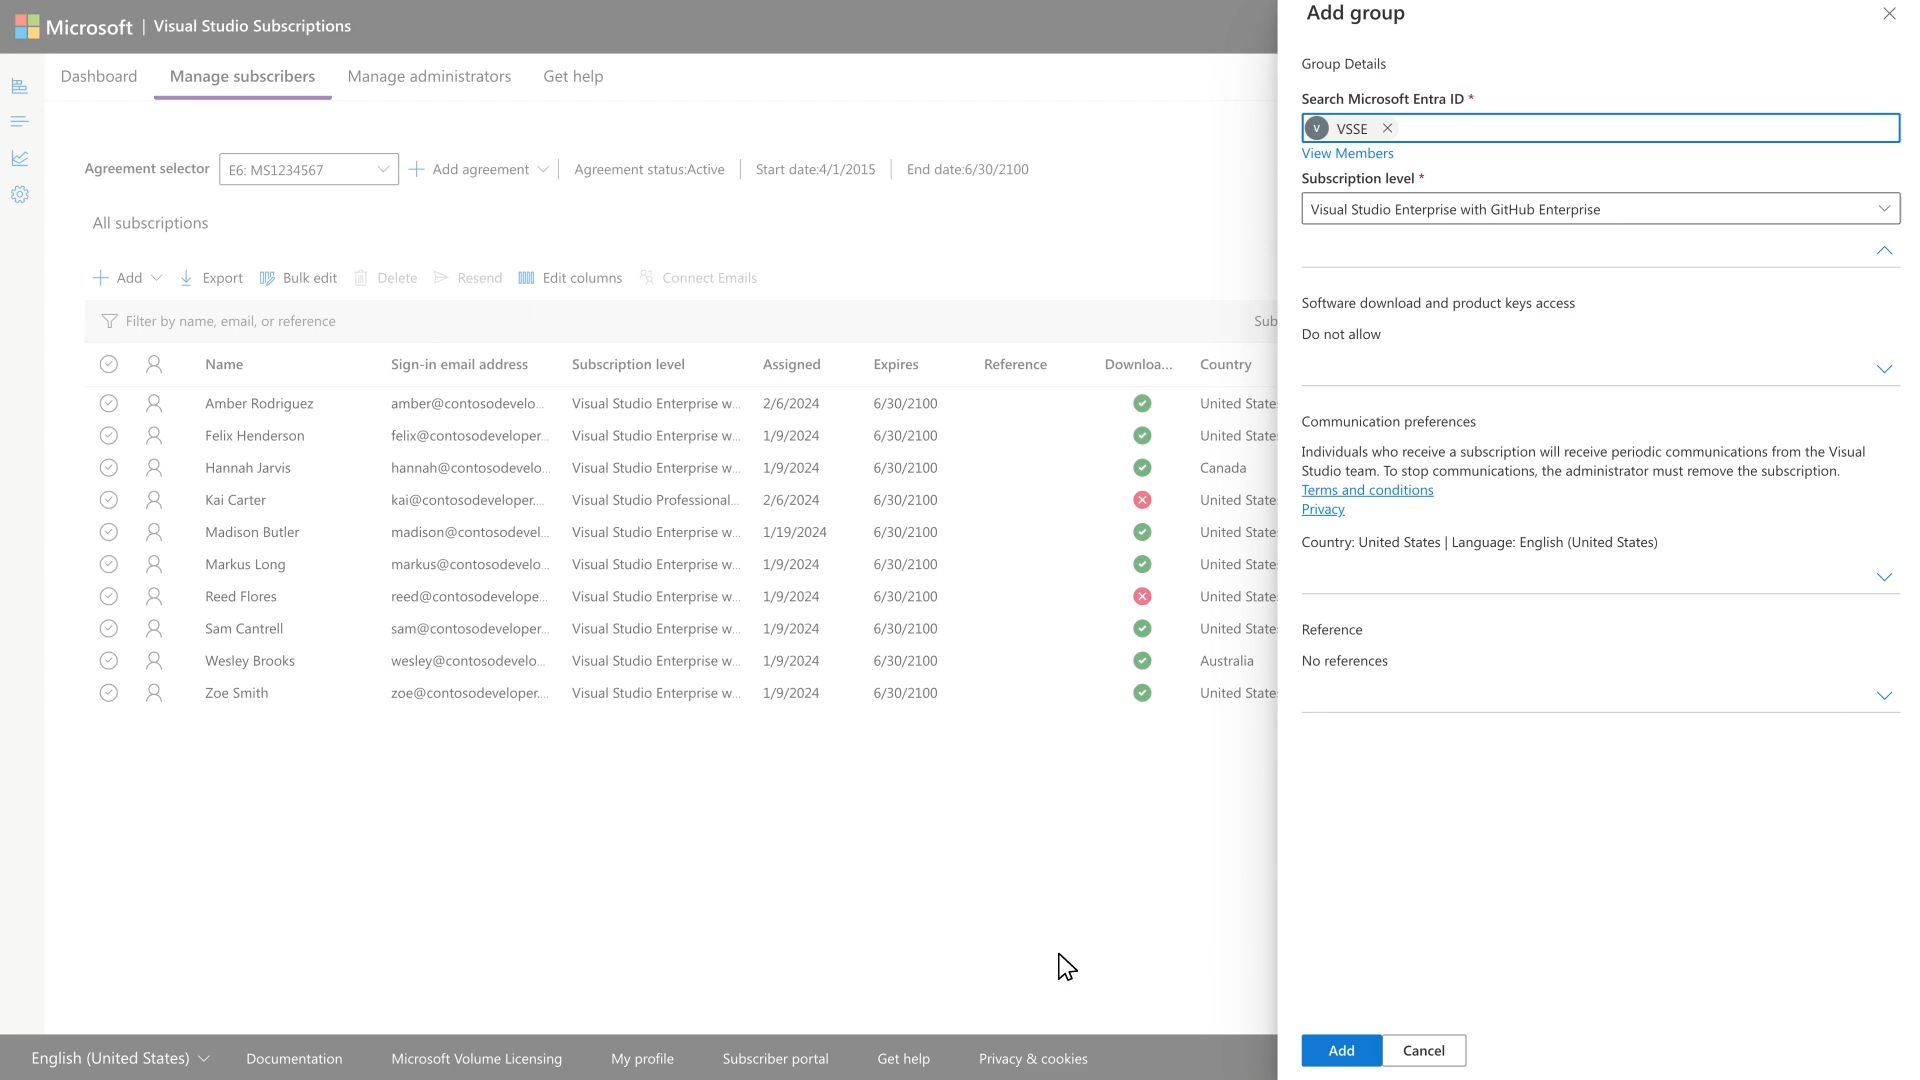 Microsoft | Visual Studio Subscriptions
Dashboard Manage subscribers Manage administrators Get help
Agreement selector E6: MS1234567 Add agreement Agreement status:Active Start date:4/1/2015 End date:6/30/2100
All subscriptions
Add Export Bulk edit Delete Resend Edit columns Connect Emails
Filter by name, email, or reference Sub
Name Sign-in email address Subscription level Assigned Expires Reference Downloa... Country
Amber Rodriguez amber@contosodevelo... Visual Studio Enterprise w... 2/6/2024 6/30/2100 United State
Felix Henderson felix@contosodeveloper... Visual Studio Enterprise w... 1/9/2024 6/30/2100 United State
Hannah Jarvis hannah@contosodevelo... Visual Studio Enterprise w... 1/9/2024 6/30/2100 Canada
Kai Carter kai@contosodeveloper... Visual Studio Professional... 2/6/2024 6/30/2100 United State
Madison Butler madison@contosodevel... Visual Studio Enterprise w... 1/19/2024 6/30/2100 United State
Markus Long markus@contosodevelo... Visual Studio Enterprise w... 1/9/2024 6/30/2100 United State
Reed Flores reed@contosodevelope... Visual Studio Enterprise w... 1/9/2024 6/30/2100 United State
Sam Cantrell sam@contosodeveloper... Visual Studio Enterprise w... 1/9/2024 6/30/2100 United State
Wesley Brooks wesley@contosodevelo... Visual Studio Enterprise w... 1/9/2024 6/30/2100 Australia
Zoe Smith zoe@contosodeveloper... Visual Studio Enterprise w... 1/9/2024 6/30/2100 United State
English (United States) Documentation Microsoft Volume Licensing My profile Subscriber portal Get help Privacy & cookies
Add group
Group Details
Search Microsoft Entra ID *
V VSSE
View Members
Subscription level *
Visual Studio Enterprise with GitHub Enterprise
Software download and product keys access
Do not allow
Communication preferences
Individuals who receive a subscription will receive periodic communications from the Visual
Studio team. To stop communications, the administrator must remove the subscription.
Terms and conditions
Privacy
Country: United States | Language: English (United States)
Reference
No references
Add Cancel